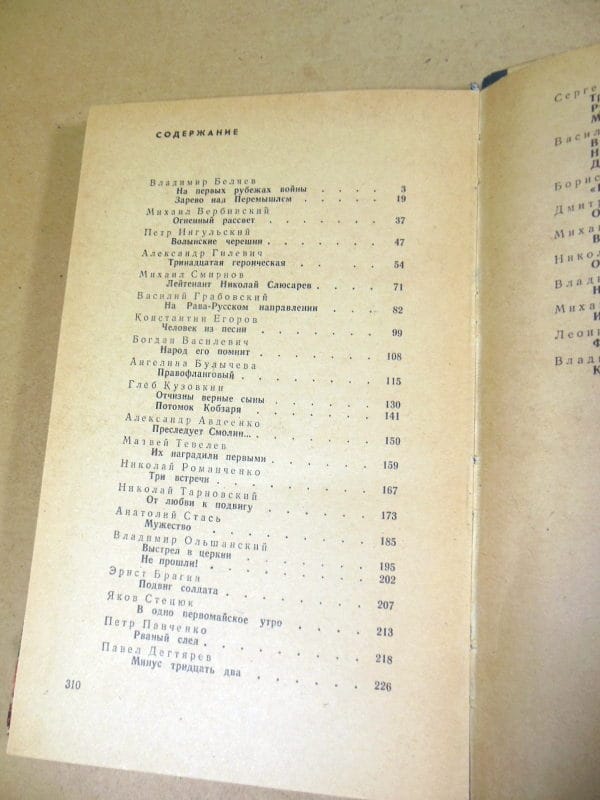 СОДЕРЖАНИЕ
Владимир Беляев
На первых рубежах войны . . . . 3
Зарево над Перемышлем . . . . . 19
Михаил Вербинский
Огненный рассвет . . . . . . 37
Петр Ингульский
Волынские черешни . . . . . . 47
Александр Гилевич
Тринадцатая героическая . . . . . 54
Михаил Смирнов
Лейтенант Николай Слюсарев . . . . 71
Василий Грабовский
На Рава-Русском направлении . . . . 82
Константин Егоров
Человек из песни . . . . . . 99
Богдан Василевич
Народ его помнит . . . . . . 108
Ангелина Булычева
Правофланговый . . . . . . 115
Глеб Кузовкин
Отчизны верные сыны . . . . . 130
Потомок Кобзаря . . . . . . 141
Александр Авдеенко
Преследует Смолин... . . . . . . 150
Матвей Тевелев
Их наградили первыми . . . . . 159
Николай Романченко
Три встречи . . . . . . . 167
Николай Тарновский
От любви к подвигу . . . . . . 173
Анатолий Стась
Мужество . . . . . . . 185
Владимир Ольшанский
Выстрел в церкви . . . . . . 195
Не прошли! . . . . . . . 202
Эрнст Брагин
Подвиг солдата . . . . . . 207
Яков Стецюк
В одно первомайское утро . . . . 213
Петр Панченко
Рваный след . . . . . . . 218
Павел Дегтярев
Минус тридцать два . . . . . 226
310